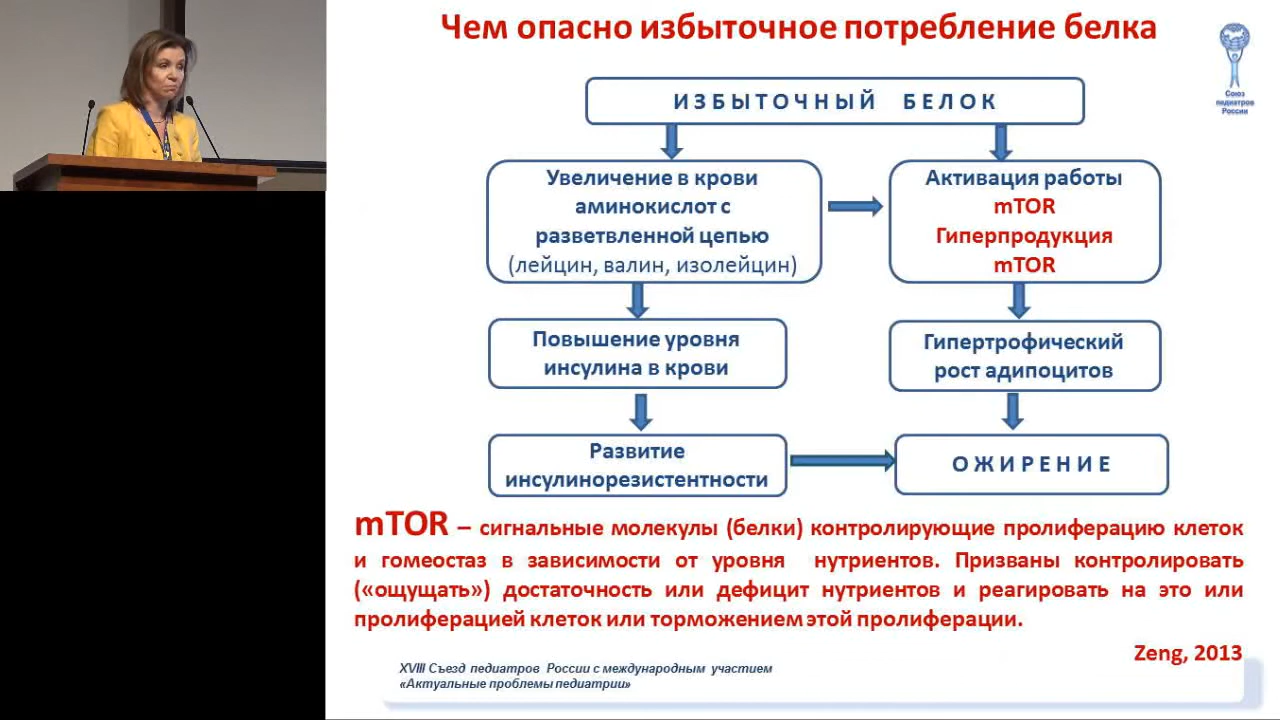 Чем опасно избыточное потребление белка
Союз
педиатров
России
ИЗБЫТОЧНЫЙ БЕЛОК
Увеличение в крови
аминокислот с
разветвленной цепью
(лейцин, валин, изолейцин)
Активация работы
mTOR
Гиперпродукция
mTOR
Повышение уровня
инсулина в крови
Гипертрофический
рост адипоцитов
Развитие
инсулинорезистентности
ОЖИРЕНИЕ
mTOR – сигнальные молекулы (белки) контролирующие пролиферацию клеток
и гомеостаз в зависимости от уровня нутриентов. Призваны контролировать
(«ощущать») достаточность или дефицит нутриентов и реагировать на это или
пролиферацией клеток или торможением этой пролиферации.
Zeng, 2013
XVIII Съезд педиатров России с международным участием
«Актуальные проблемы педиатрии»